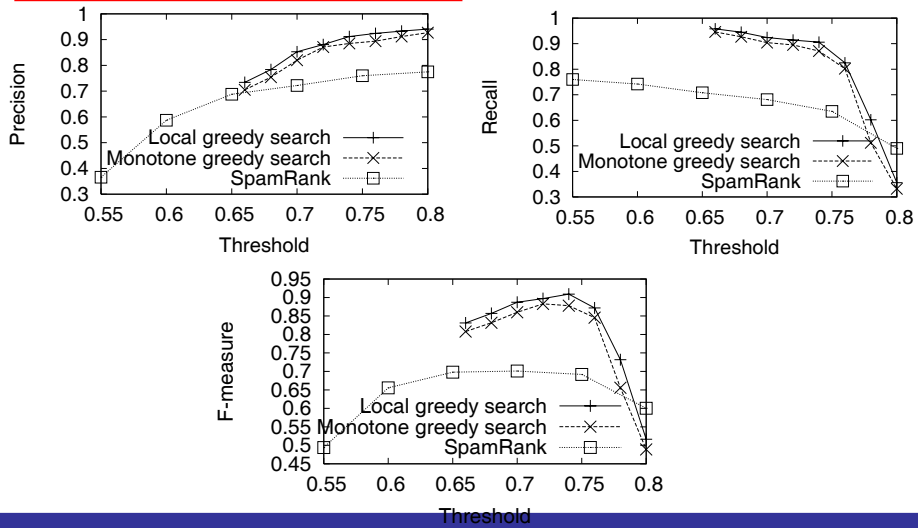 1
0.9
0.8
0.7
0.6
0.5
0.4
0.3
Precision
Local greedy search
Monotone greedy search
SpamRank
0.55 0.6 0.65 0.7 0.75 0.8
Threshold
1
0.9
0.8
0.7
0.6
0.5
0.4
0.3
Recall
Local greedy search
Monotone greedy search
SpamRank
0.55 0.6 0.65 0.7 0.75 0.8
Threshold
0.95
0.9
0.85
0.8
0.75
0.7
0.65
0.6
0.55
0.5
0.45
F-measure
Local greedy search
Monotone greedy search
SpamRank
0.55 0.6 0.65 0.7 0.75 0.8
Threshold